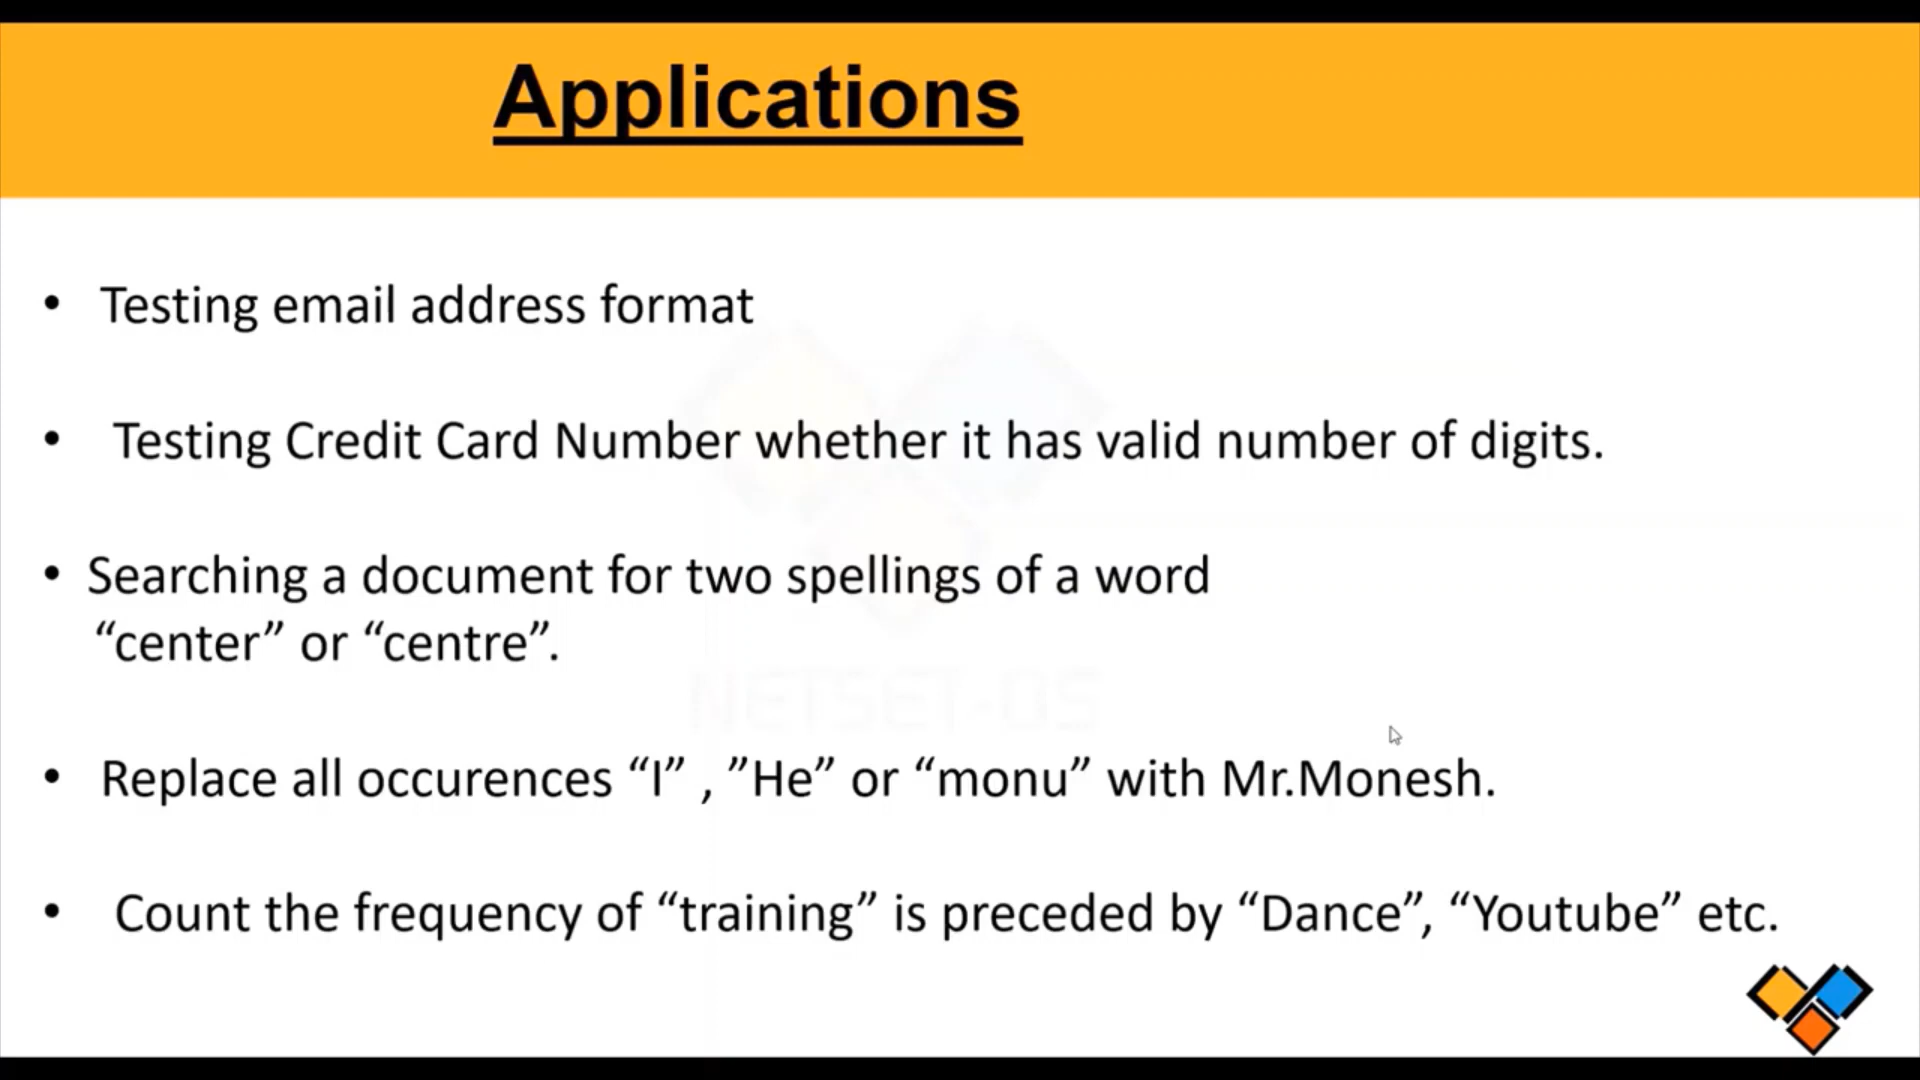 Applications
• Testing email address format
• Testing Credit Card Number whether it has valid number of digits.
• Searching a document for two spellings of a word
“center” or “centre”.
NETSET-OS
• Replace all occurences “I” , ”He” or “monu” with Mr.Monesh.
• Count the frequency of “training” is preceded by “Dance”, “Youtube” etc.